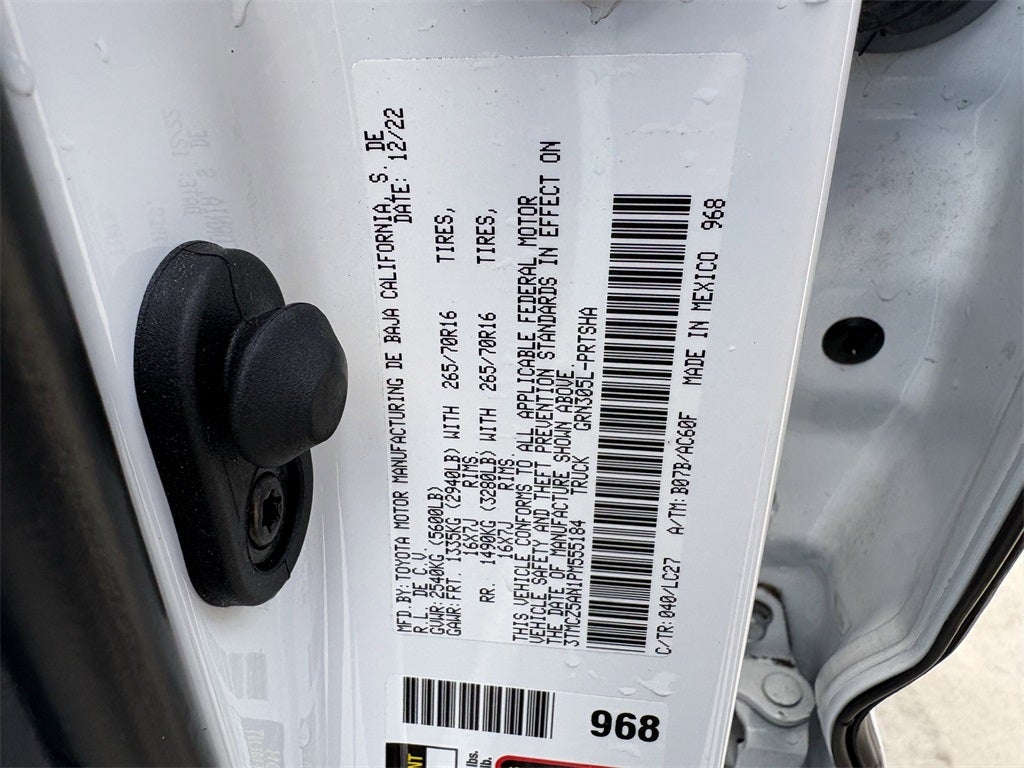 MFD.BY:TOYOTA MOTOR MANUFACTURING DE BAJA CALIFORNIA, S. DE
R.L. DE C.V. DATE: 12/22
GVWR:2540KG(5600LB)
GAWR:FRT. 1335KG (2940LB) WITH 265/70R16 TIRES,
16X7J RIMS.
RR. 1490KG (3280LB) WITH 265/70R16 TIRES,
16X7J RIMS.
THIS VEHICLE CONFORMS TO ALL APPLICABLE FEDERAL MOTOR
VEHICLE SAFETY AND THEFT PREVENTION STANDARDS IN EFFECT ON
THE DATE OF MANUFACTURE SHOWN ABOVE.
3TMCZ5AN1PM555184 TRUCK GRN305L-PRTSHA
C/TR: 040/LC27 A/TM: B07B/AC60F MADE IN MEXICO 968
968
lbs.
lb.